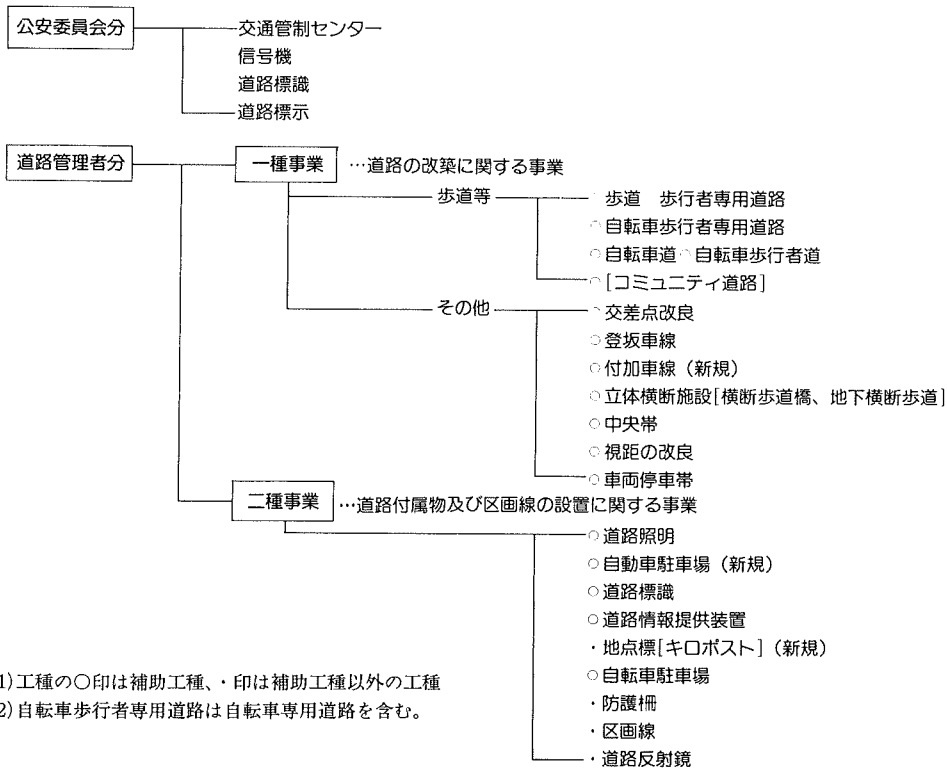 公安委員会分
交通管制センター
信号機
道路標識
道路標示
道路管理者分
一種事業 …道路の改築に関する事業
歩道等
○歩道 歩行者専用道路
○自転車歩行者専用道路
○自転車道○自転車歩行者道
○[コミュニティ道路]
その他
○交差点改良
○登坂車線
○付加車線（新規）
○立体横断施設[横断歩道橋、地下横断歩道]
○中央帯
○視距の改良
○車両停車帯
二種事業 …道路付属物及び区画線の設置に関する事業
○道路照明
○自動車駐車場（新規）
○道路標識
○道路情報提供装置
・地点標[キロポスト]（新規）
○自転車駐車場
・防護柵
・区画線
・道路反射鏡
1)工種の○印は補助工種、・印は補助工種以外の工種
2)自転車歩行者専用道路は自転車専用道路を含む。